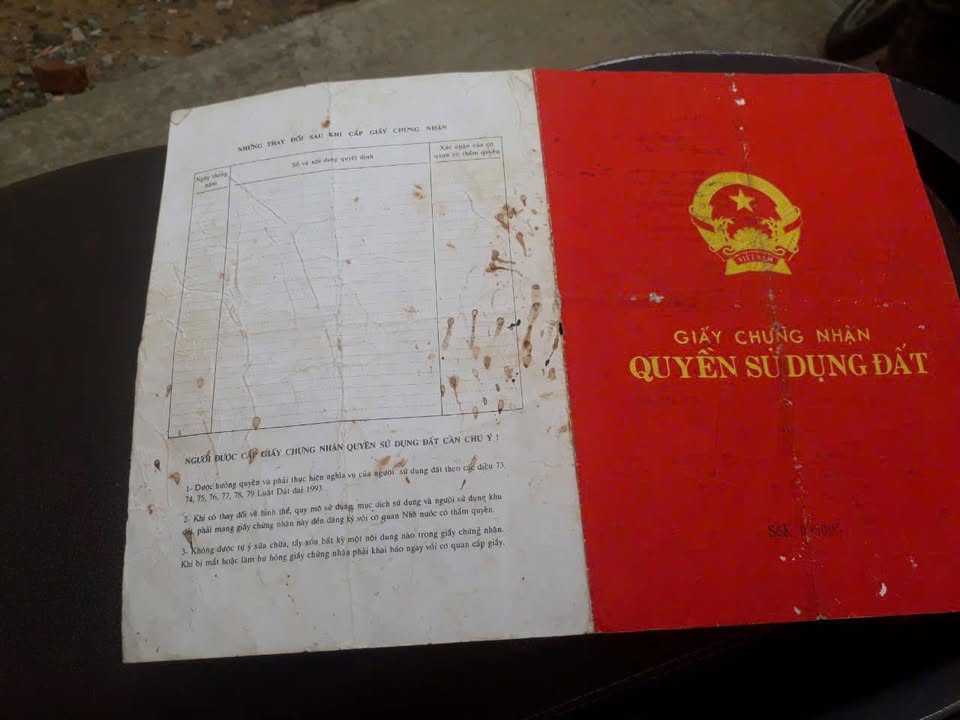 NHỮNG THAY ĐỔI SAU KHI CẤP GIẤY CHỨNG NHẬN
Ngày tháng năm
Số và nội dung quyết định
Xác nhận của cơ quan có thẩm quyền
NGƯỜI ĐƯỢC CẤP GIẤY CHỨNG NHẬN QUYỀN SỬ DỤNG ĐẤT CẦN CHÚ Ý !
1- Được hưởng quyền và phải thực hiện nghĩa vụ của người sử dụng đất theo các điều 73,
74, 75, 76, 77, 78, 79 Luật Đất đai 1993.
2- Khi có thay đổi về hình thể, quy mô sử dụng, mục đích sử dụng và người sử dụng khu
đất, phải mang giấy chứng nhận này đến đăng ký với cơ quan Nhà nước có thẩm quyền.
3- Không được tự ý sửa chữa, tẩy xóa bất kỳ một nội dung nào trong giấy chứng nhận.
Khi bị mất hoặc làm hư hỏng giấy chứng nhận phải khai báo ngay với cơ quan cấp giấy.
VIỆT NAM
GIẤY CHỨNG NHẬN
QUYỀN SỬ DỤNG ĐẤT